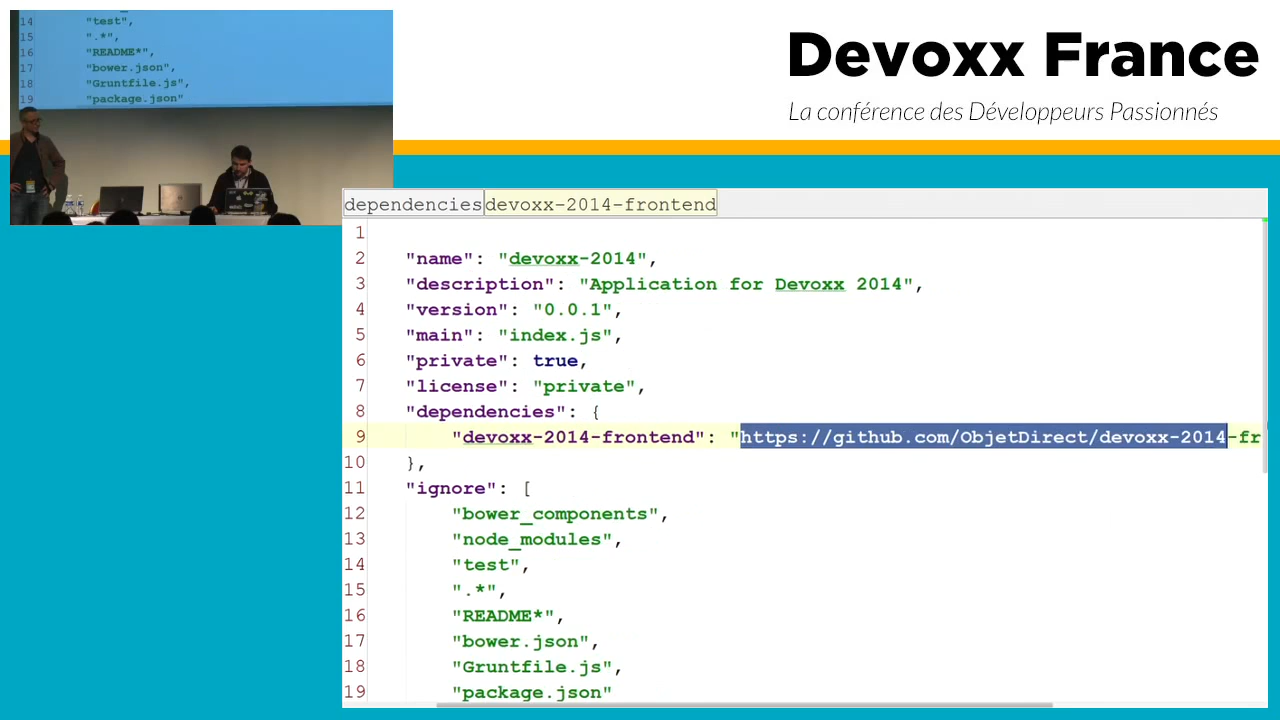 14 "test",
15 ".*",
16 "README*",
17 "bower.json",
18 "Gruntfile.js",
19 "package.json"
Devoxx France
La conférence des Développeurs Passionnés
dependencies devoxx-2014-frontend
1
2 "name": "devoxx-2014",
3 "description": "Application for Devoxx 2014",
4 "version": "0.0.1",
5 "main": "index.js",
6 "private": true,
7 "license": "private",
8 "dependencies": {
9 "devoxx-2014-frontend": "https://github.com/ObjetDirect/devoxx-2014-fr
10 },
11 "ignore": [
12 "bower_components",
13 "node_modules",
14 "test",
15 ".*",
16 "README*",
17 "bower.json",
18 "Gruntfile.js",
19 "package.json"